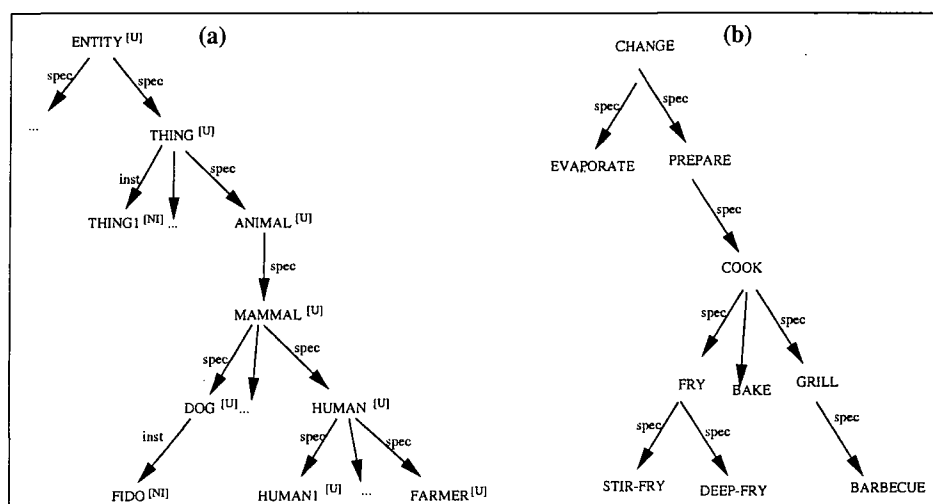 (a)
ENTITY [U]
spec spec
...
THING [U]
inst spec
THING1 [NI] ... ANIMAL [U]
spec
MAMMAL [U]
spec spec
DOG [U] ... HUMAN [U]
inst spec spec
FIDO [NI] HUMAN1 [U] ... FARMER [U]
(b)
CHANGE
spec spec
EVAPORATE PREPARE
spec
COOK
spec spec
FRY BAKE GRILL
spec spec spec
STIR-FRY DEEP-FRY BARBECUE